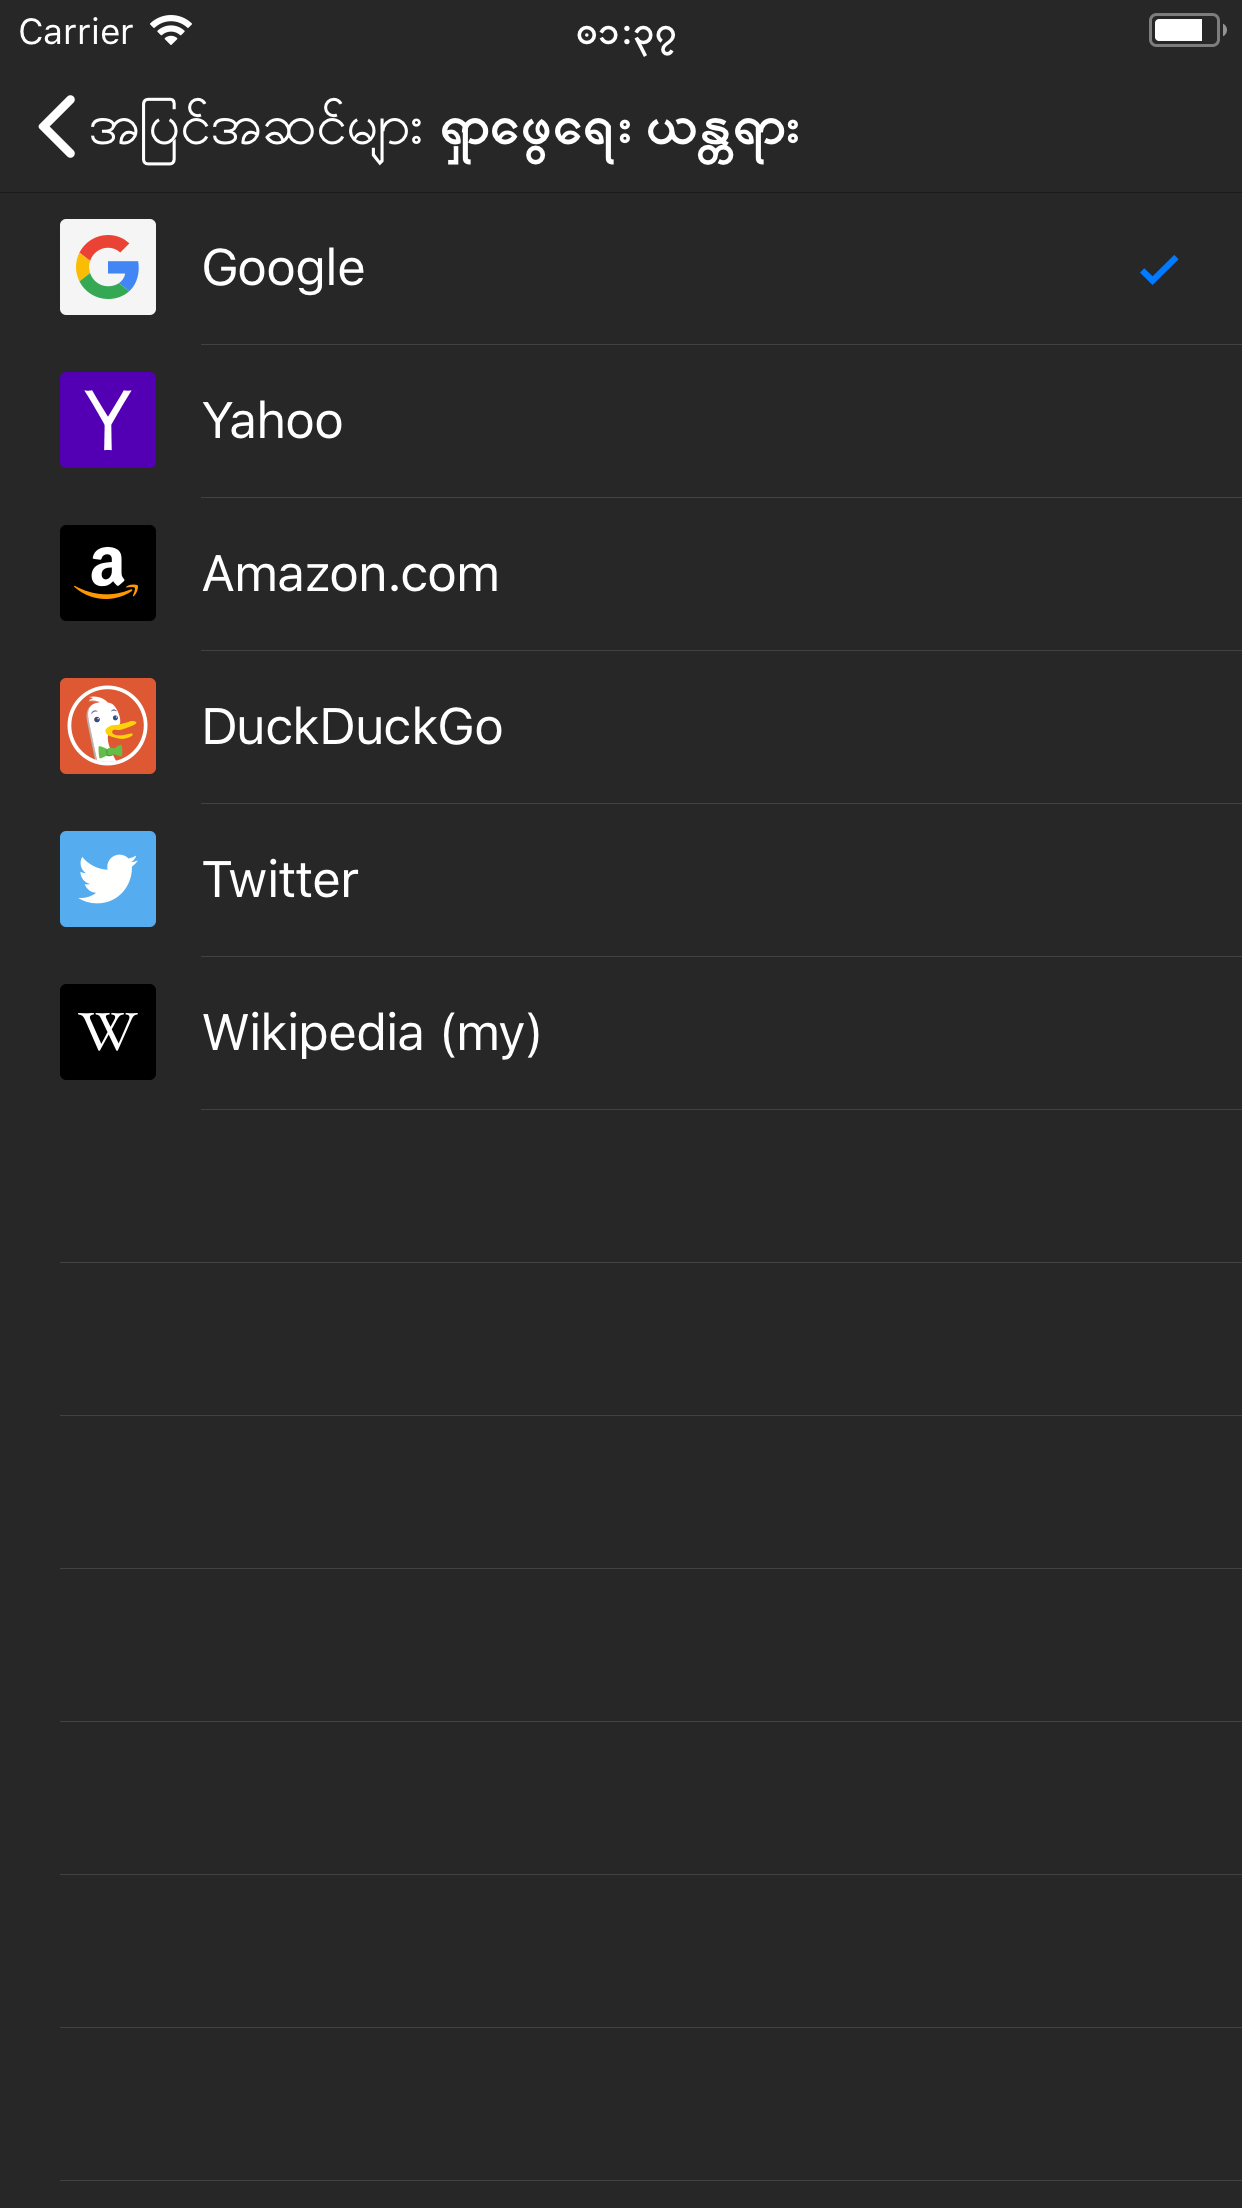 Carrier ၀၁:၃၇
အပြင်အဆင်များ ရှာဖွေရေး ယန္တရား
Google
Yahoo
Amazon.com
DuckDuckGo
Twitter
Wikipedia (my)